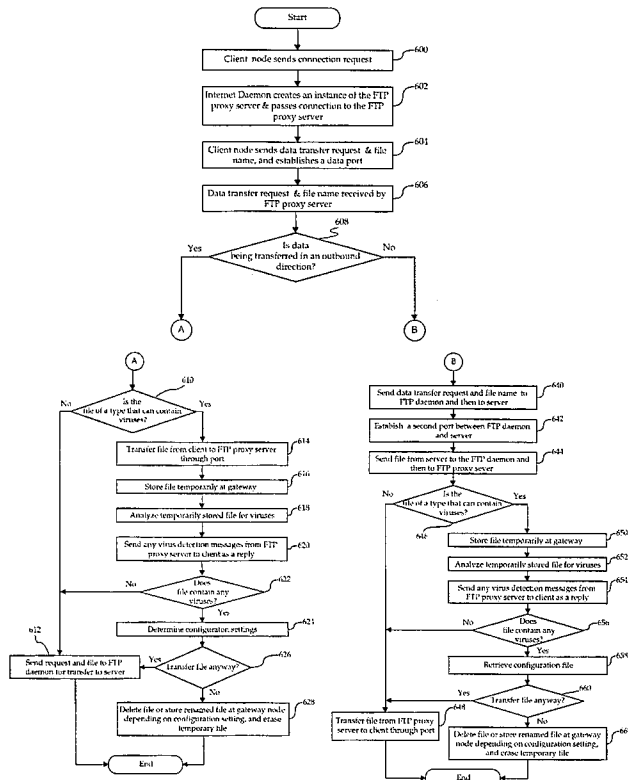 Start
Client node sends connection request
600
Internet Daemon creates an instance of the FTP
proxy server & passes connection to the FTP
proxy server
602
Client node sends data transfer request & file
name, and establishes a data port
604
Data transfer request & file name received by
FTP proxy server
606
608
Is data
being transferred in an outbound
direction?
Yes
No
A
B
A
610
Is the
file of a type that can contain
viruses?
No
Yes
Transfer file from client to FTP proxy server
through port
614
Store file temporarily at gateway
616
Analyze temporarily stored file for viruses
618
Send any virus detection messages from FTP
proxy server to client as a reply
620
Does
file contain any
viruses?
622
No
Yes
Determine configuration settings
624
612
Send request and file to FTP
daemon for transfer to server
Yes
Transfer file anyway?
626
No
Delete file or store renamed file at gateway node
depending on configuration setting, and erase
temporary file
628
End
B
Send data transfer request and file name to
FTP daemon and then to server
640
Establish a second port between FTP daemon
and server
642
Send file from server to the FTP daemon and
then to FTP proxy sever
644
Is the
file of a type that can contain
viruses?
No
Yes
646
Store file temporarily at gateway
650
Analyze temporarily stored file for viruses
652
Send any virus detection messages from
FTP proxy server to client as a reply
654
Does
file contain any
viruses?
656
No
Yes
Retrieve configuration file
658
660
Yes
Transfer file anyway?
No
648
Transfer file from FTP proxy
server to client through port
Delete file or store renamed file at gateway
node depending on configuration setting,
and erase temporary file
66
End